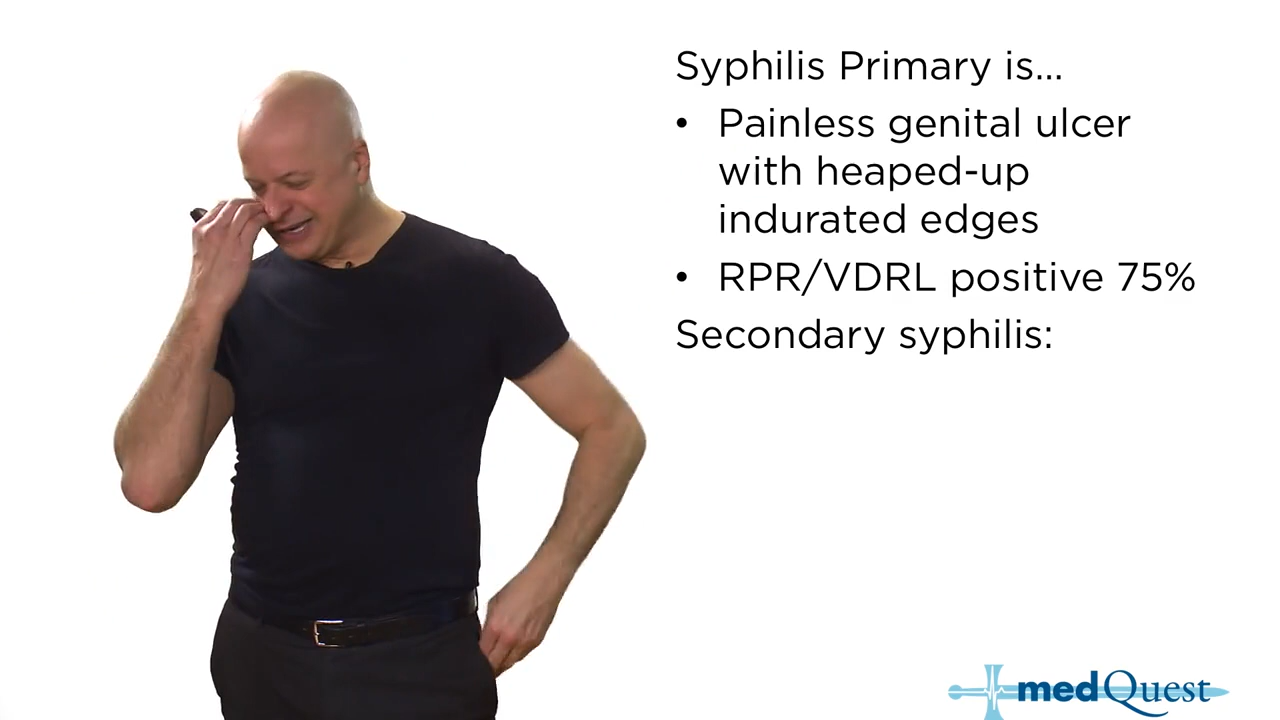 Syphilis Primary is...
• Painless genital ulcer
with heaped-up
indurated edges
• RPR/VDRL positive 75%
Secondary syphilis:
medQuest